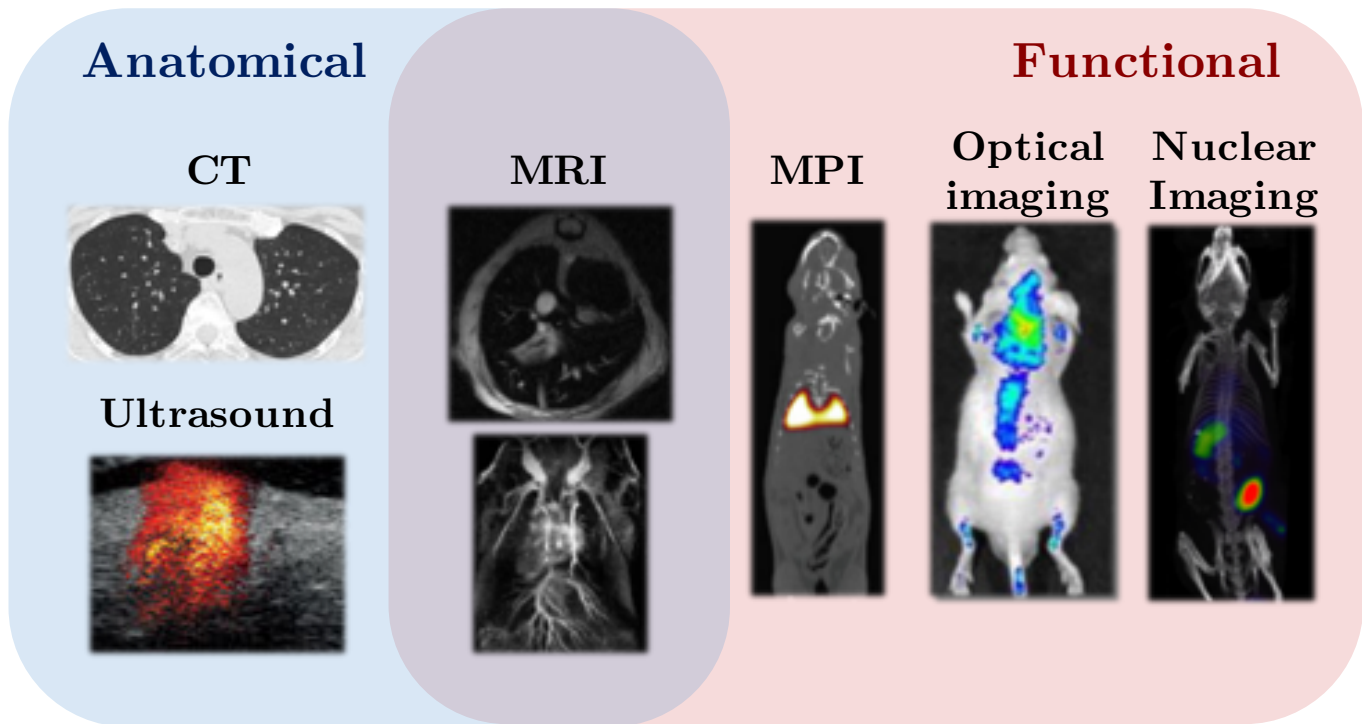 Anatomical
Functional
CT
MRI
MPI
Optical
imaging
Nuclear
Imaging
Ultrasound